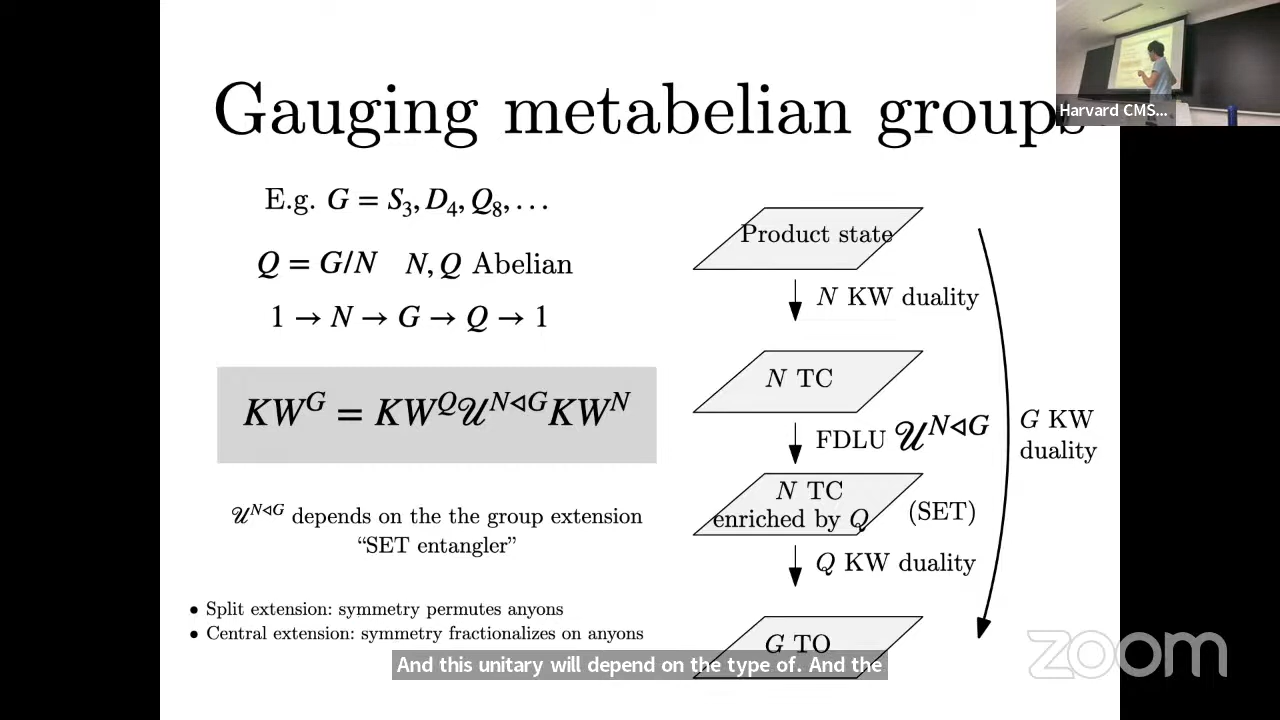 Gauging metabelian groups
Harvard CMS...
E.g. G = S₃, D₄, Q₈, …
Q = G/N N, Q Abelian
1 → N → G → Q → 1
KW^G = KW^Q 𝒰^{N⊲G} KW^N
𝒰^{N⊲G} depends on the the group extension
“SET entangler”
• Split extension: symmetry permutes anyons
• Central extension: symmetry fractionalizes on anyons
Product state
N KW duality
N TC
FDLU 𝒰^{N⊲G}
G KW
duality
N TC
enriched by Q
(SET)
Q KW duality
G TO
And this unitary will depend on the type of. And the
zoom